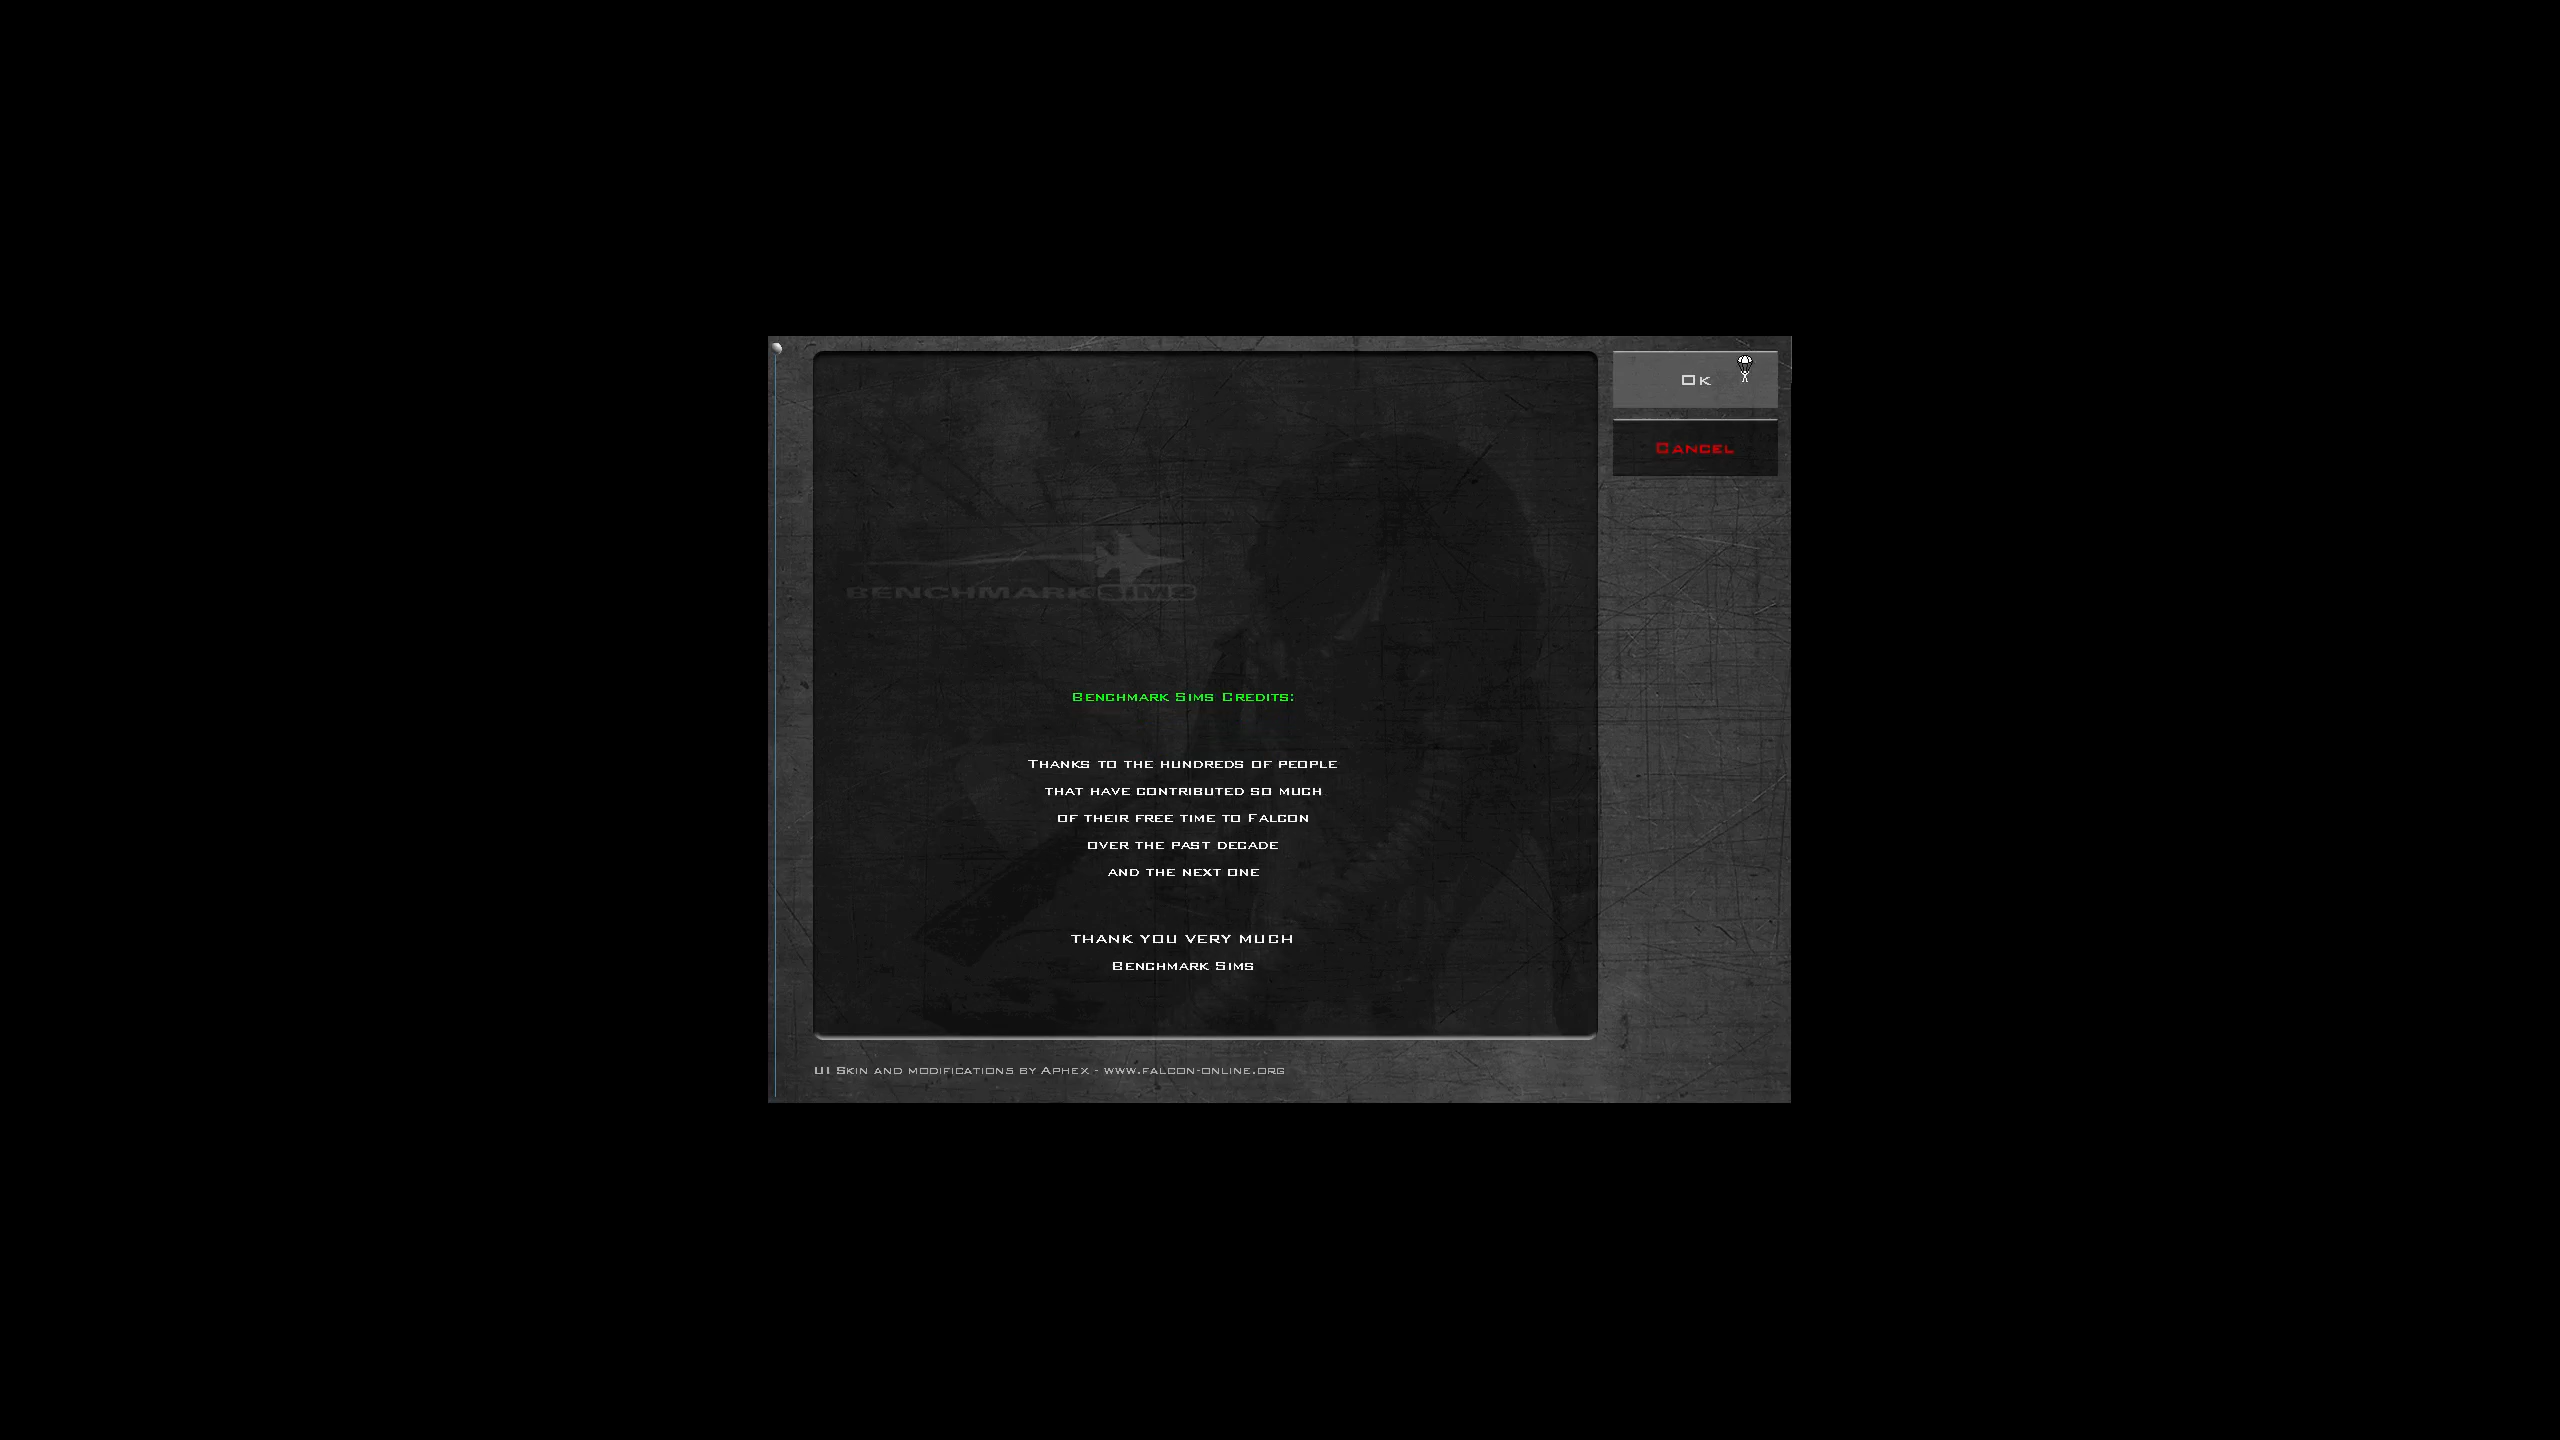 Ok
Cancel
BENCHMARK SIMS
Benchmark Sims Credits:
Thanks to the hundreds of people
that have contributed so much
of their free time to Falcon
over the past decade
and the next one
THANK YOU VERY MUCH
Benchmark Sims
UI Skin and modifications by Aphex - www.falcon-online.org